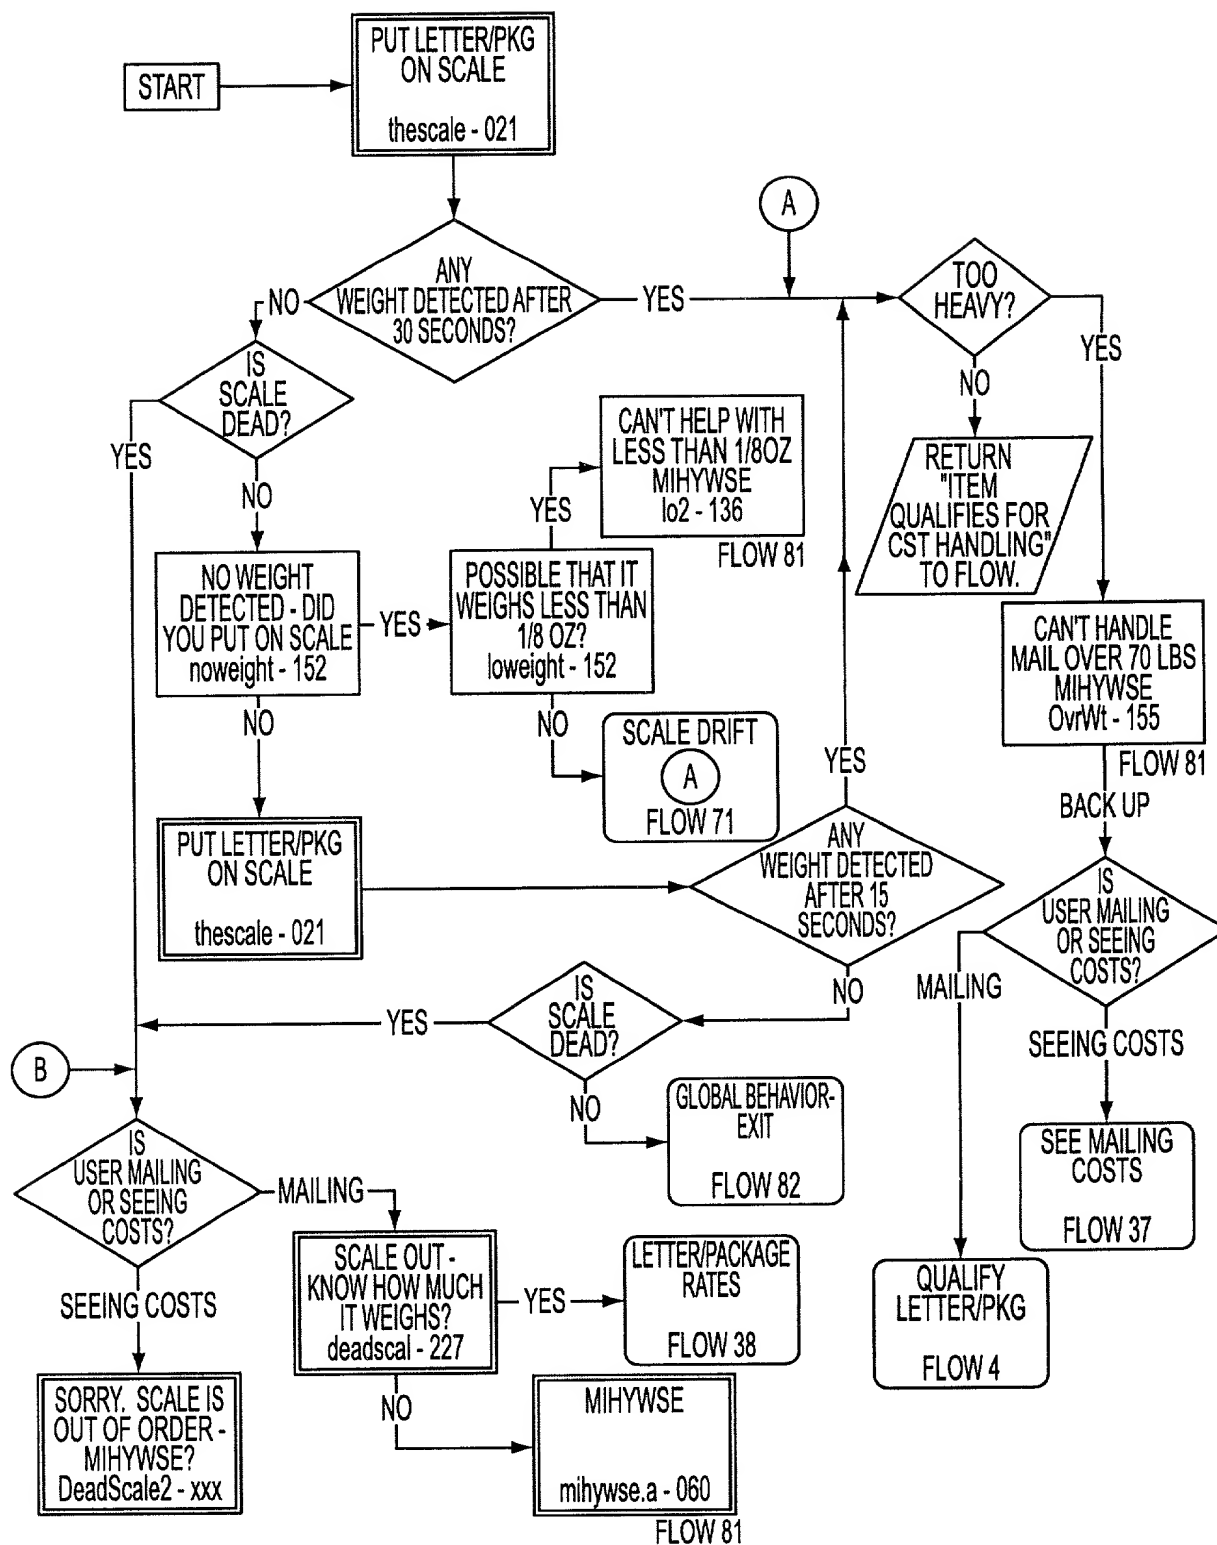 START
PUT LETTER/PKG
ON SCALE
thescale - 021
A
ANY
WEIGHT DETECTED AFTER
30 SECONDS?
NO
YES
TOO
HEAVY?
YES
NO
IS
SCALE
DEAD?
YES
NO
CAN'T HELP WITH
LESS THAN 1/8OZ
MIHYWSE
lo2 - 136
FLOW 81
YES
RETURN
"ITEM
QUALIFIES FOR
CST HANDLING"
TO FLOW.
NO WEIGHT
DETECTED - DID
YOU PUT ON SCALE
noweight - 152
YES
POSSIBLE THAT IT
WEIGHS LESS THAN
1/8 OZ?
loweight - 152
CAN'T HANDLE
MAIL OVER 70 LBS
MIHYWSE
OvrWt - 155
FLOW 81
NO
NO
SCALE DRIFT
A
FLOW 71
YES
BACK UP
PUT LETTER/PKG
ON SCALE
thescale - 021
ANY
WEIGHT DETECTED
AFTER 15
SECONDS?
IS
USER MAILING
OR SEEING
COSTS?
NO
MAILING
SEEING COSTS
IS
SCALE
DEAD?
YES
NO
B
GLOBAL BEHAVIOR-
EXIT
FLOW 82
SEE MAILING
COSTS
FLOW 37
IS
USER MAILING
OR SEEING
COSTS?
MAILING
SEEING COSTS
SCALE OUT -
KNOW HOW MUCH
IT WEIGHS?
deadscal - 227
YES
LETTER/PACKAGE
RATES
FLOW 38
QUALIFY
LETTER/PKG
FLOW 4
NO
SORRY. SCALE IS
OUT OF ORDER -
MIHYWSE?
DeadScale2 - xxx
MIHYWSE
mihywse.a - 060
FLOW 81